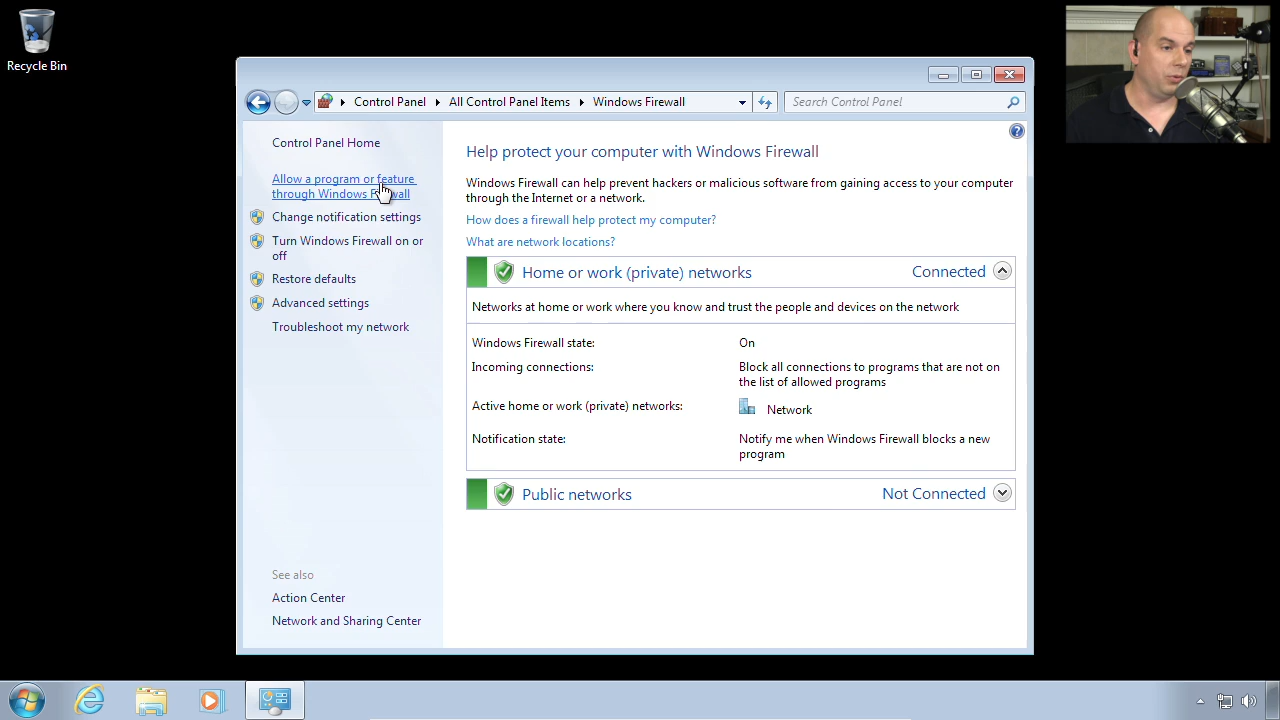 Recycle Bin
Control Panel
All Control Panel Items
Windows Firewall
Search Control Panel
Control Panel Home
Allow a program or feature
through Windows Firewall
Change notification settings
Turn Windows Firewall on or
off
Restore defaults
Advanced settings
Troubleshoot my network
See also
Action Center
Network and Sharing Center
Help protect your computer with Windows Firewall
Windows Firewall can help prevent hackers or malicious software from gaining access to your computer
through the Internet or a network.
How does a firewall help protect my computer?
What are network locations?
Home or work (private) networks Connected
Networks at home or work where you know and trust the people and devices on the network
Windows Firewall state: On
Incoming connections: Block all connections to programs that are not on
the list of allowed programs
Active home or work (private) networks: Network
Notification state: Notify me when Windows Firewall blocks a new
program
Public networks Not Connected